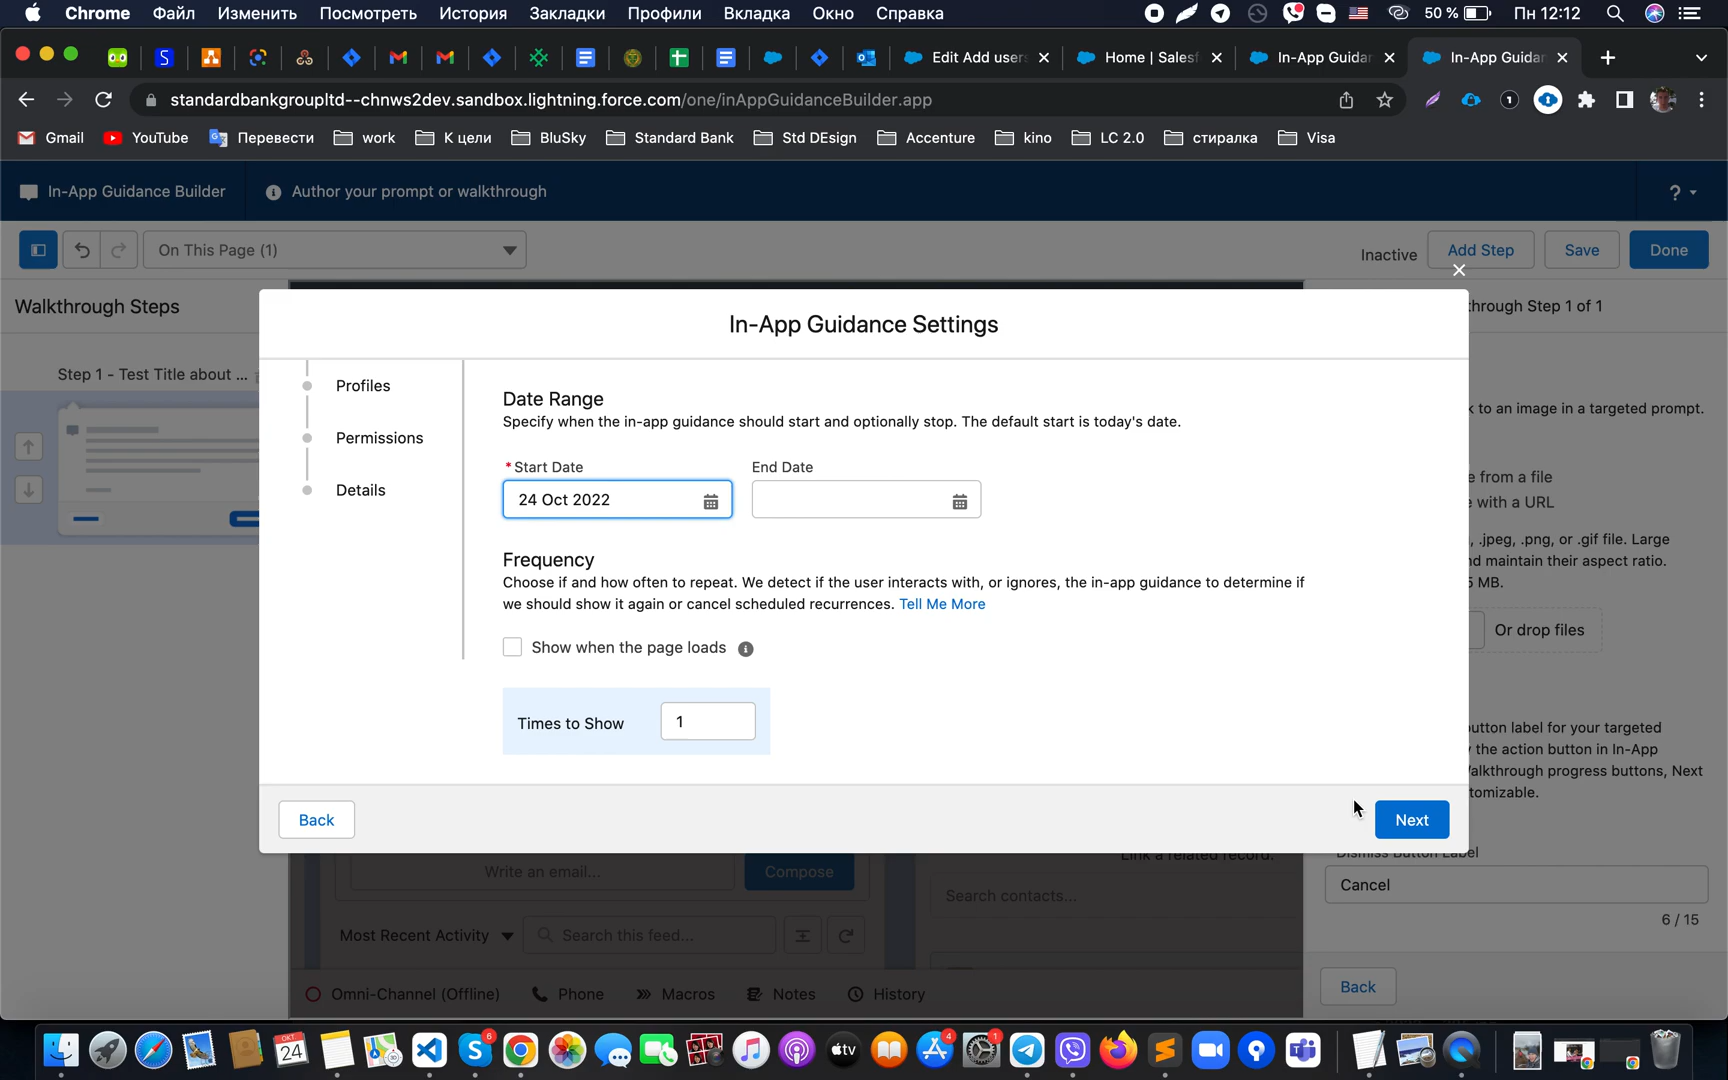 Chrome Файл Изменить Посмотреть История Закладки Профили Вкладка Окно Справка 50 % Пн 12:12
Edit Add users Home | Salesf In-App Guidan In-App Guidan
standardbankgroupltd--chnws2dev.sandbox.lightning.force.com/one/inAppGuidanceBuilder.app
Gmail YouTube Перевести work К цели BluSky Standard Bank Std DEsign Accenture kino LC 2.0 стиралка Visa
In-App Guidance Builder Author your prompt or walkthrough ?
On This Page (1) Inactive Add Step Save Done
Walkthrough Steps
through Step 1 of 1
In-App Guidance Settings
Step 1 - Test Title about ...
Profiles
Permissions
Details
Date Range
Specify when the in-app guidance should start and optionally stop. The default start is today's date.
* Start Date End Date
24 Oct 2022
Frequency
Choose if and how often to repeat. We detect if the user interacts with, or ignores, the in-app guidance to determine if
we should show it again or cancel scheduled recurrences. Tell Me More
Show when the page loads
Times to Show 1
Back Next
k to an image in a targeted prompt.
e from a file
with a URL
, .jpeg, .png, or .gif file. Large
nd maintain their aspect ratio.
5 MB.
Or drop files
utton label for your targeted
the action button in In-App
Walkthrough progress buttons, Next
tomizable.
Dismiss Button Label
Cancel
6 / 15
Back
Link a related record.
Write an email... Compose
Search contacts...
Most Recent Activity Search this feed...
Omni-Channel (Offline) Phone Macros Notes History
ОКТ.
24
6
tv
4
1